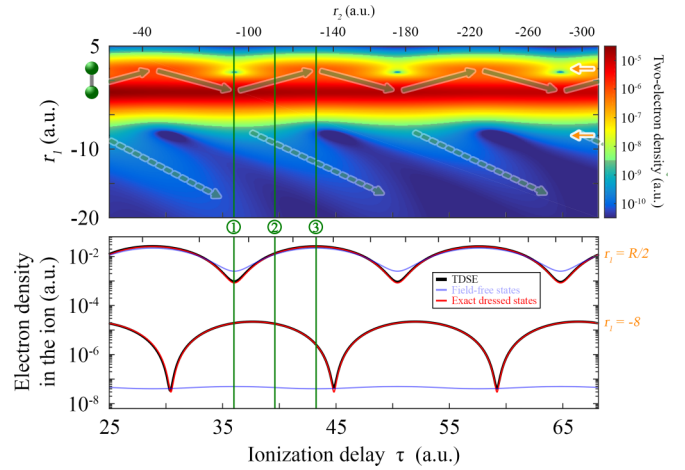 r2 (a.u.)
-40 -100 -140 -180 -220 -260 -300
5
-10
-20
r1 (a.u.)
10-5
10-6
10-7
10-8
10-9
10-10
Two-electron density (a.u.)
1 2 3
10-2
10-4
10-6
10-8
Electron density
in the ion (a.u.)
r1 = R/2
TDSE
Field-free states
Exact dressed states
r1 = -8
25 35 45 55 65
Ionization delay τ (a.u.)